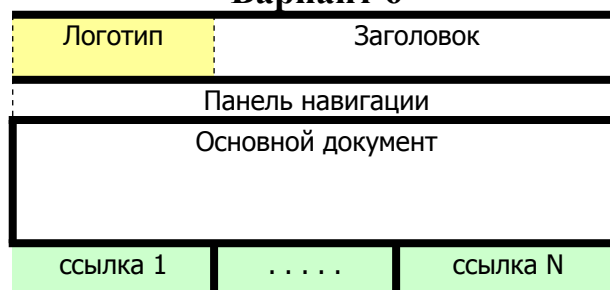 Логотип Заголовок
Панель навигации
Основной документ
ссылка 1 . . . . . ссылка N